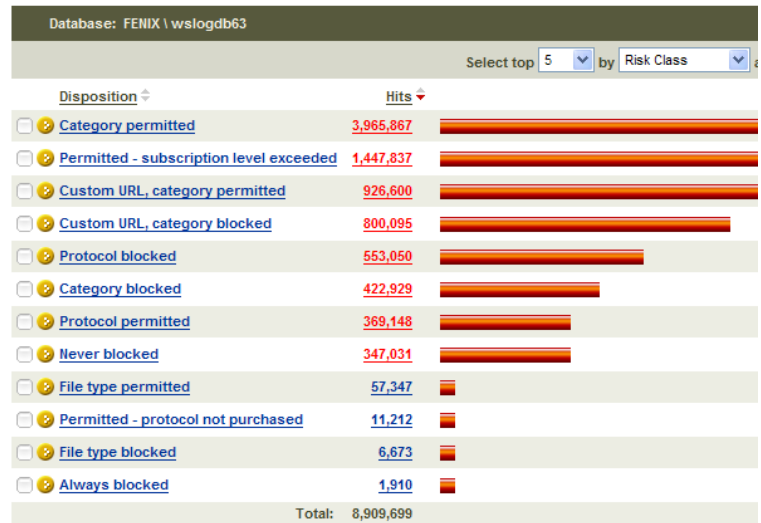 Database: FENIX \ wslogdb63
Select top 5 by Risk Class a
Disposition Hits
Category permitted 3,965,867
Permitted - subscription level exceeded 1,447,837
Custom URL, category permitted 926,600
Custom URL, category blocked 800,095
Protocol blocked 553,050
Category blocked 422,929
Protocol permitted 369,148
Never blocked 347,031
File type permitted 57,347
Permitted - protocol not purchased 11,212
File type blocked 6,673
Always blocked 1,910
Total: 8,909,699